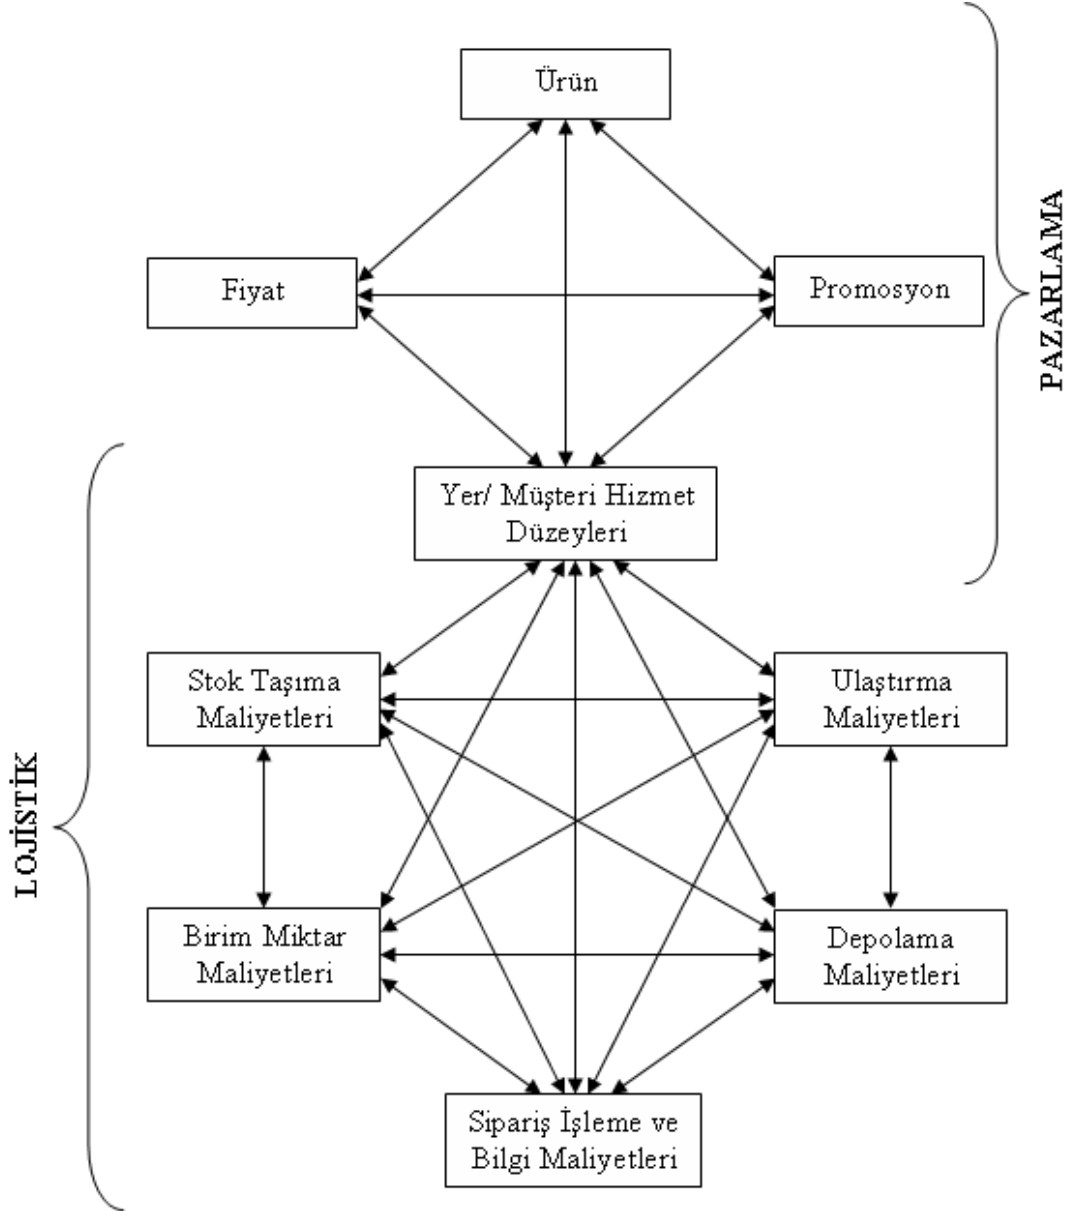 Ürün
PAZARLAMA
Fiyat
Promosyon
Yer/ Müşteri Hizmet
Düzeyleri
LOJİSTİK
Stok Taşıma
Maliyetleri
Ulaştırma
Maliyetleri
Birim Miktar
Maliyetleri
Depolama
Maliyetleri
Sipariş İşleme ve
Bilgi Maliyetleri